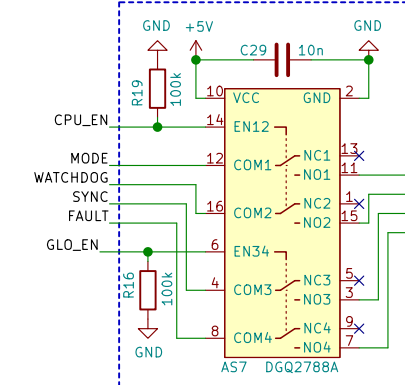 GND
+5V
GND
C29
10n
R19
100k
10
VCC
GND
2
CPU_EN
14
EN12
MODE
12
COM1
NC1
13
NO1
11
WATCHDOG
16
COM2
NC2
1
NO2
15
SYNC
FAULT
GLO_EN
6
EN34
R16
100k
4
COM3
NC3
5
NO3
3
8
COM4
NC4
9
NO4
7
GND
AS7
DGQ2788A